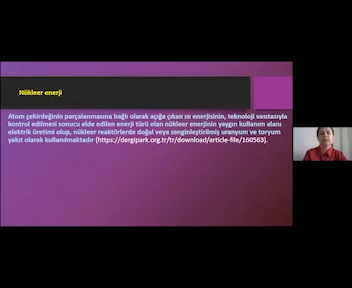 Nükleer enerji
Atom çekirdeğinin parçalanmasına bağlı olarak açığa çıkan ısı enerjisinin, teknoloji vasıtasıyla
kontrol edilmesi sonucu elde edilen enerji türü olan nükleer enerjinin yaygın kullanım alanı
elektrik üretimi olup, nükleer reaktörlerde doğal veya zenginleştirilmiş uranyum ve toryum
yakıt olarak kullanılmaktadır (https://dergipark.org.tr/tr/download/article-file/160563).